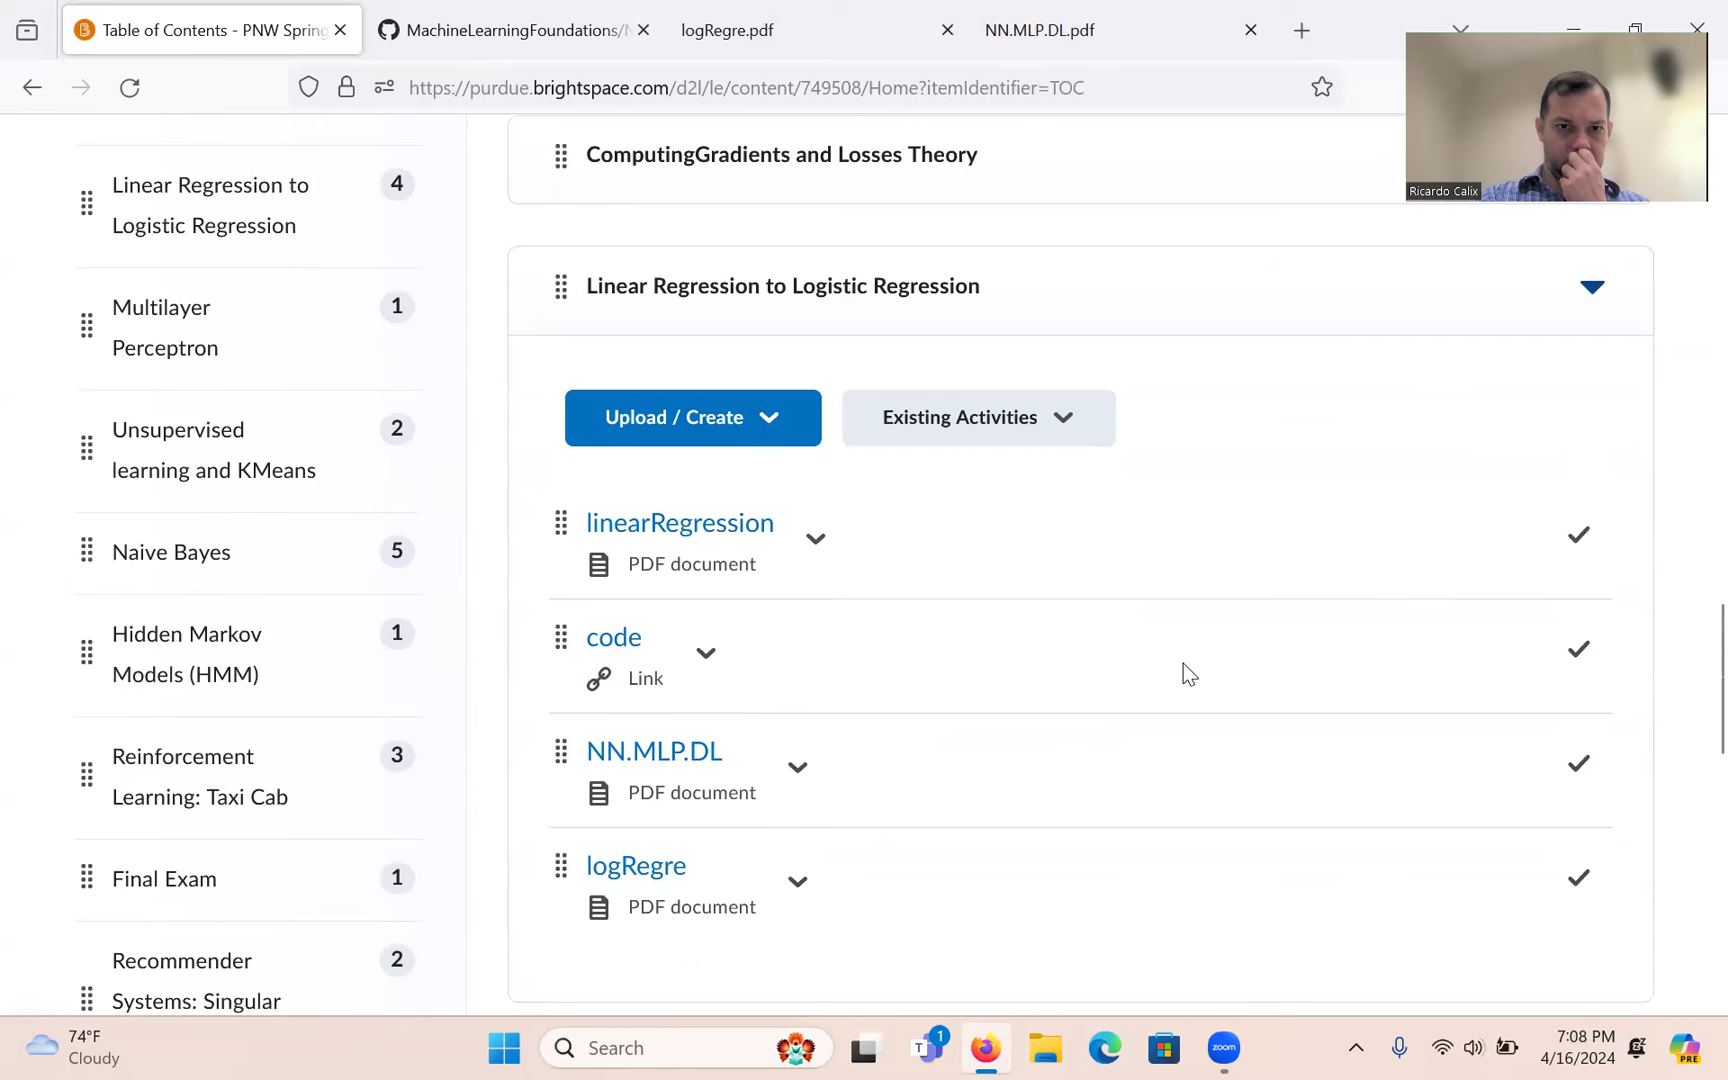 Table of Contents - PNW Spring
MachineLearningFoundations/N
logRegre.pdf
NN.MLP.DL.pdf
https://purdue.brightspace.com/d2l/le/content/749508/Home?itemIdentifier=TOC
Ricardo Calix
Linear Regression to
Logistic Regression
4
Multilayer
Perceptron
1
Unsupervised
learning and KMeans
2
Naive Bayes
5
Hidden Markov
Models (HMM)
1
Reinforcement
Learning: Taxi Cab
3
Final Exam
1
Recommender
Systems: Singular
2
ComputingGradients and Losses Theory
Linear Regression to Logistic Regression
Upload / Create
Existing Activities
linearRegression
PDF document
code
Link
NN.MLP.DL
PDF document
logRegre
PDF document
74°F
Cloudy
Search
1
zoom
7:08 PM
4/16/2024
PRE